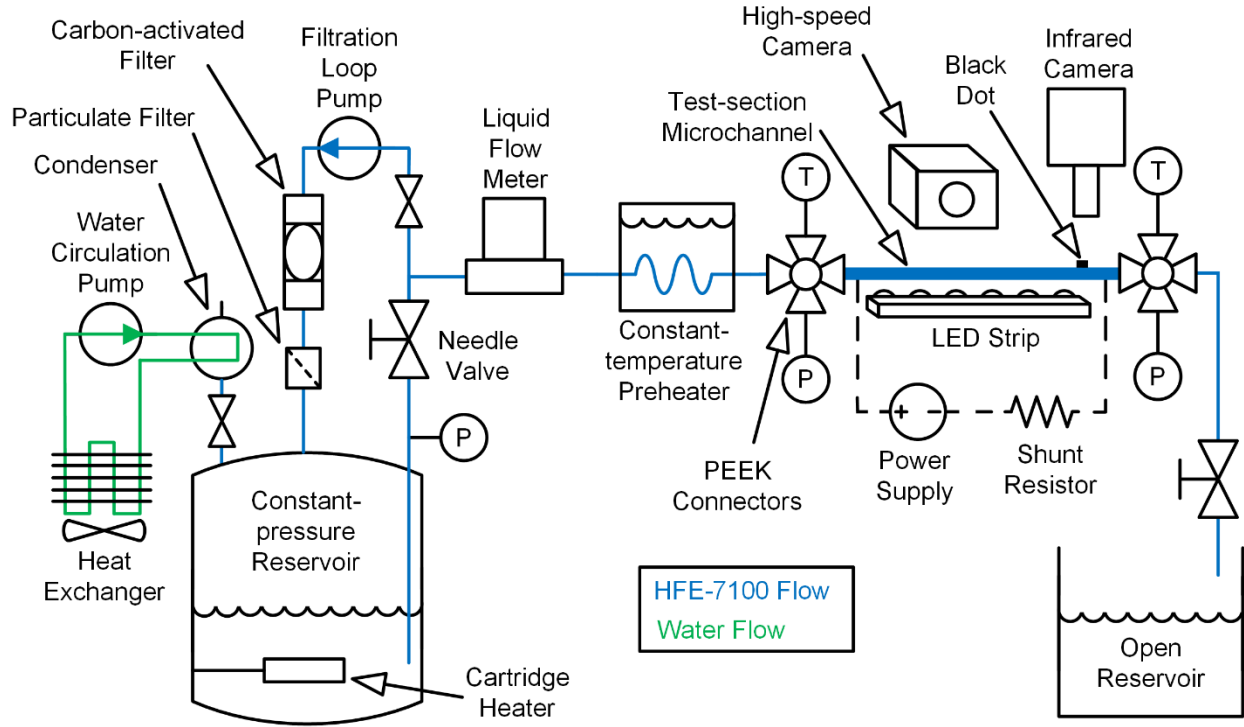 Carbon-activated
Filter
Filtration
Loop
Pump
Particulate Filter
Condenser
Water
Circulation
Pump
Liquid
Flow
Meter
High-speed
Camera
Black
Dot
Infrared
Camera
Test-section
Microchannel
T
T
Needle
Valve
Constant-
temperature
Preheater
LED Strip
P
P
P
+
PEEK
Connectors
Power
Supply
Shunt
Resistor
Heat
Exchanger
Constant-
pressure
Reservoir
HFE-7100 Flow
Water Flow
Cartridge
Heater
Open
Reservoir